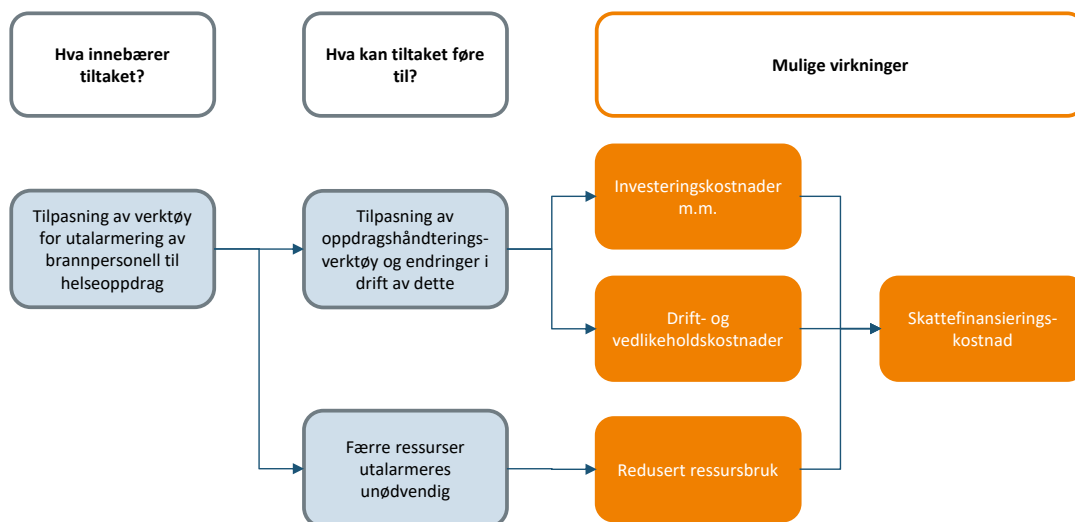 Hva innebærer
tiltaket?
Hva kan tiltaket føre
til?
Mulige virkninger
Tilpasning av verktøy
for utalarmering av
brannpersonell til
helseoppdrag
Tilpasning av
oppdragshåndterings-
verktøy og endringer i
drift av dette
Investeringskostnader
m.m.
Drift- og
vedlikeholdskostnader
Skattefinansierings-
kostnad
Færre ressurser
utalarmeres
unødvendig
Redusert ressursbruk